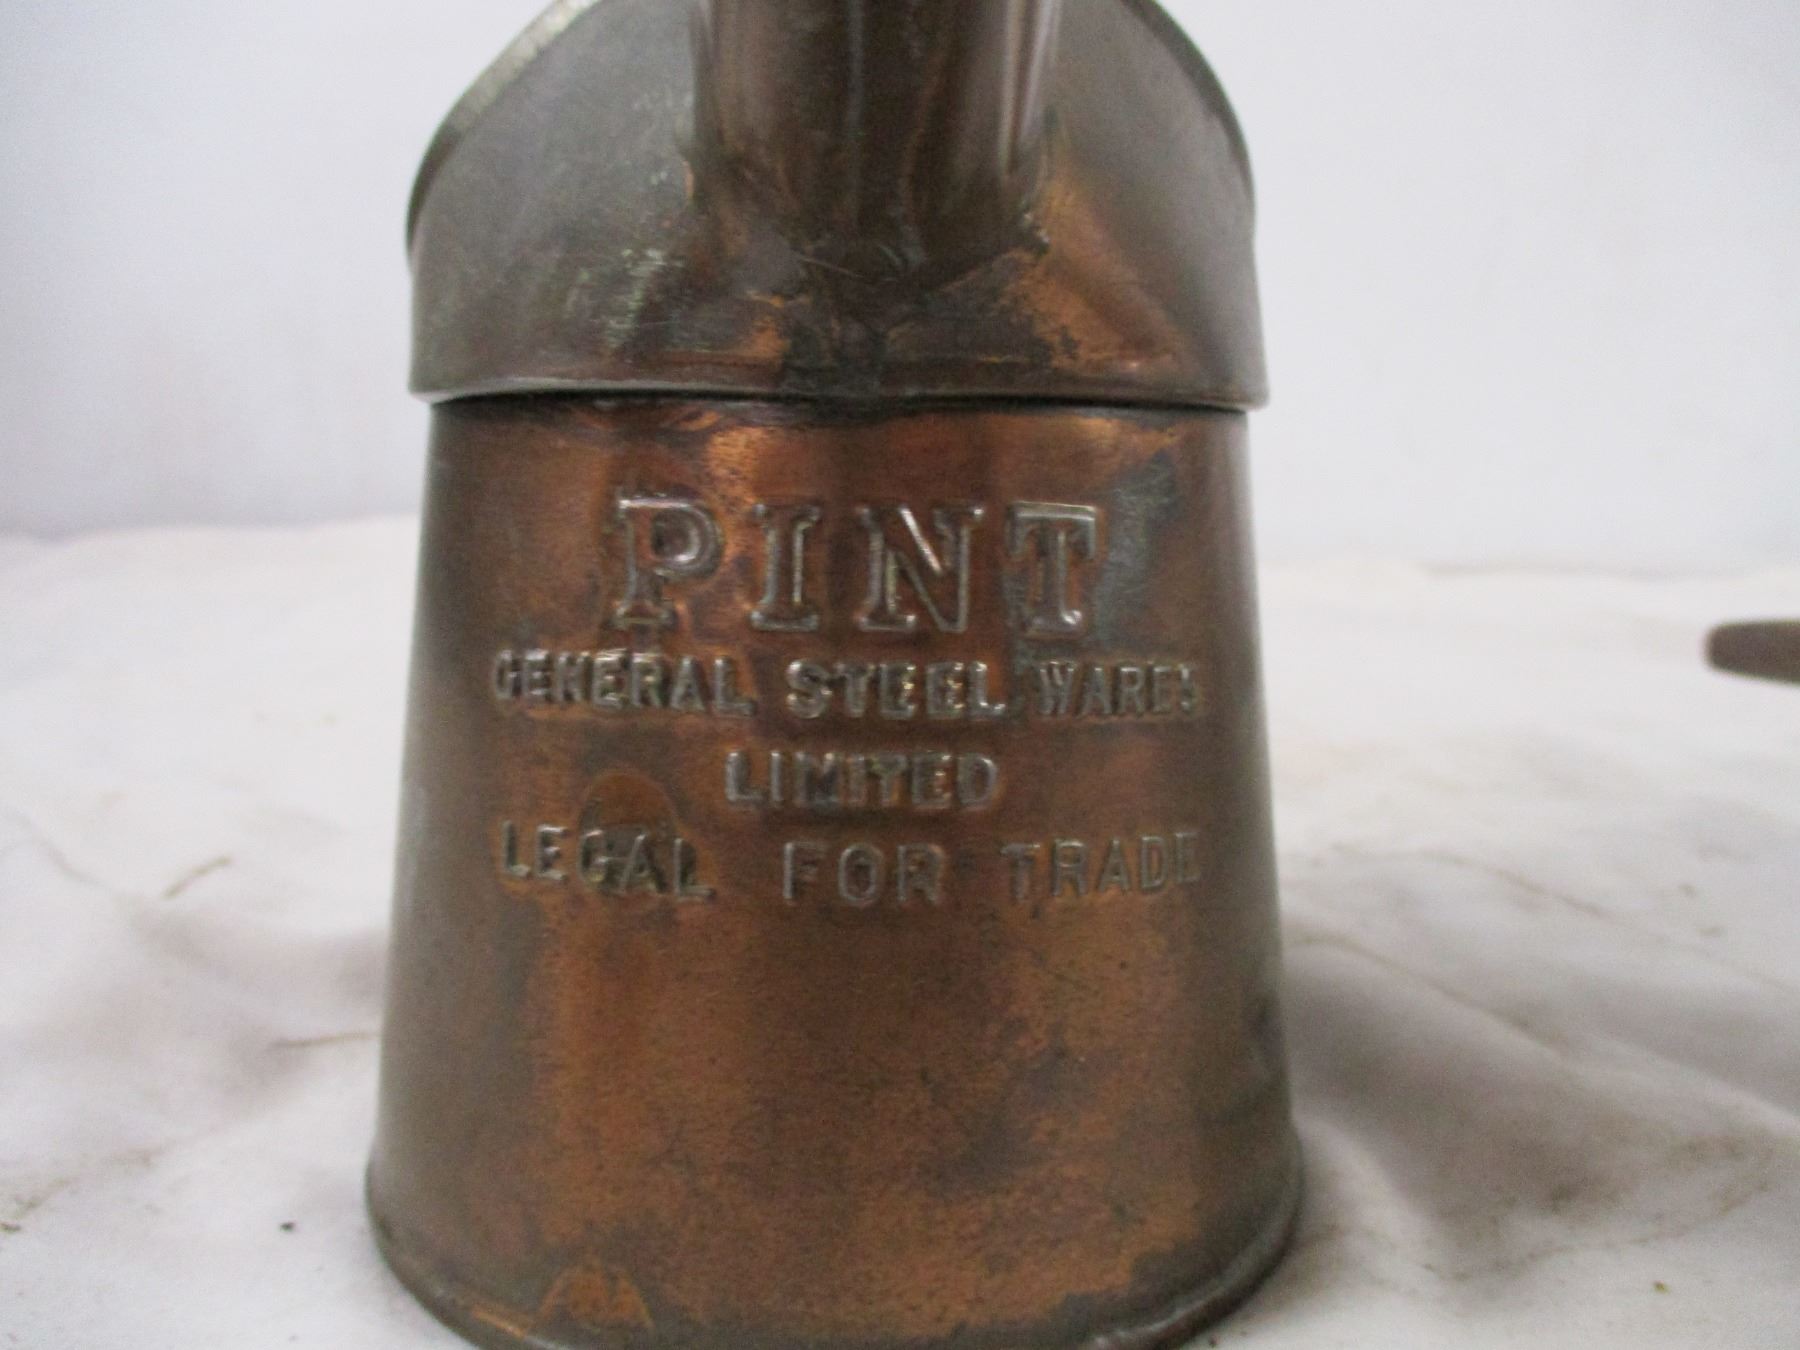 PINT
GENERAL STEEL WARES
LIMITED
LEGAL FOR TRADE